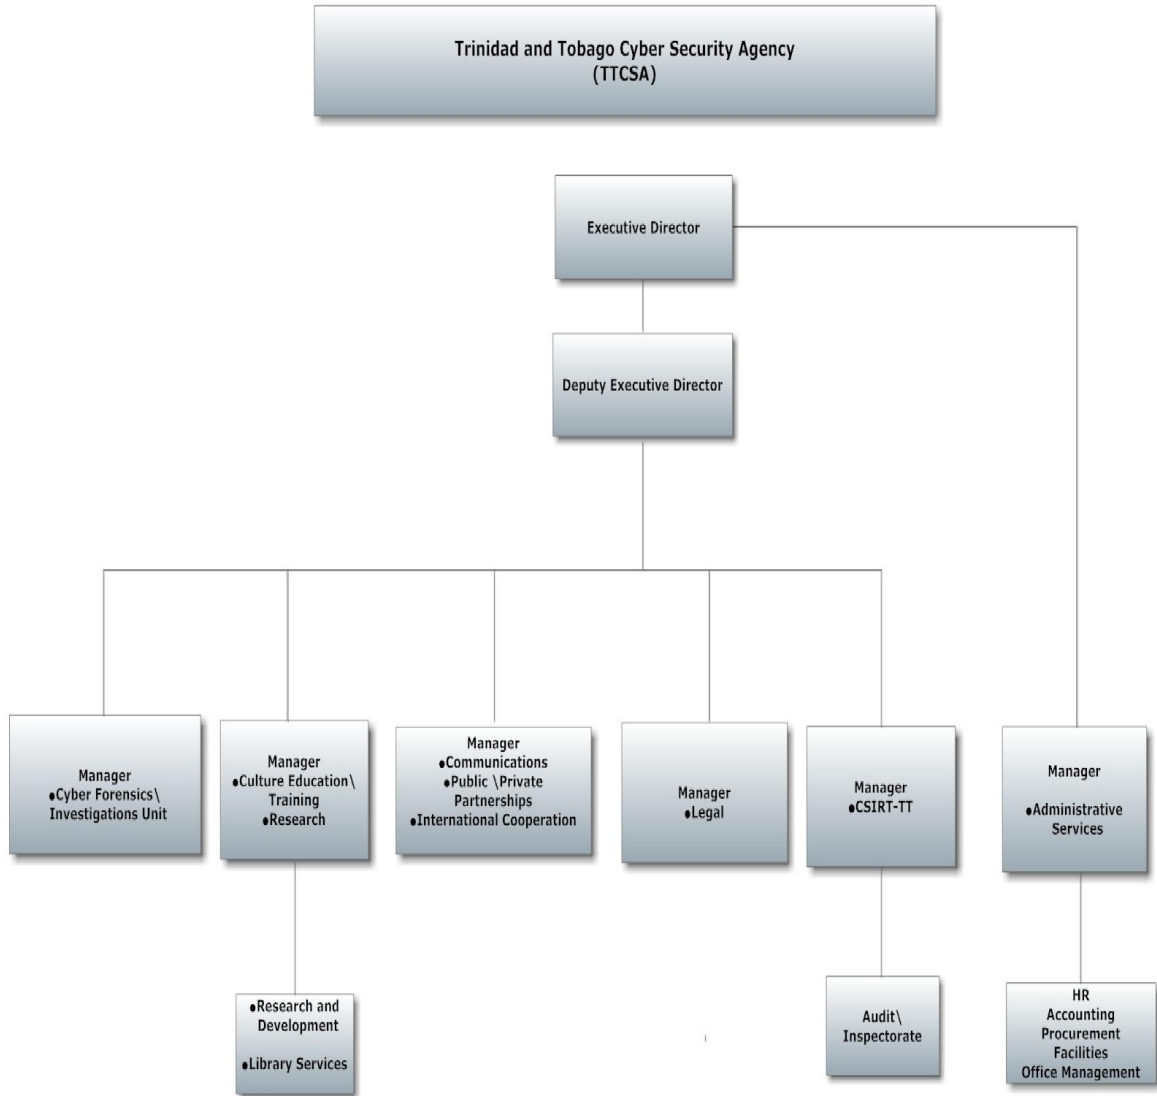 Trinidad and Tobago Cyber Security Agency
(TTCSA)
Executive Director
Deputy Executive Director
Manager
●Cyber Forensics\
Investigations Unit
Manager
●Culture Education\
Training
●Research
Manager
●Communications
●Public \Private
Partnerships
●International Cooperation
Manager
●Legal
Manager
●CSIRT-TT
Manager
●Administrative
Services
●Research and
Development
●Library Services
Audit\
Inspectorate
HR
Accounting
Procurement
Facilities
Office Management